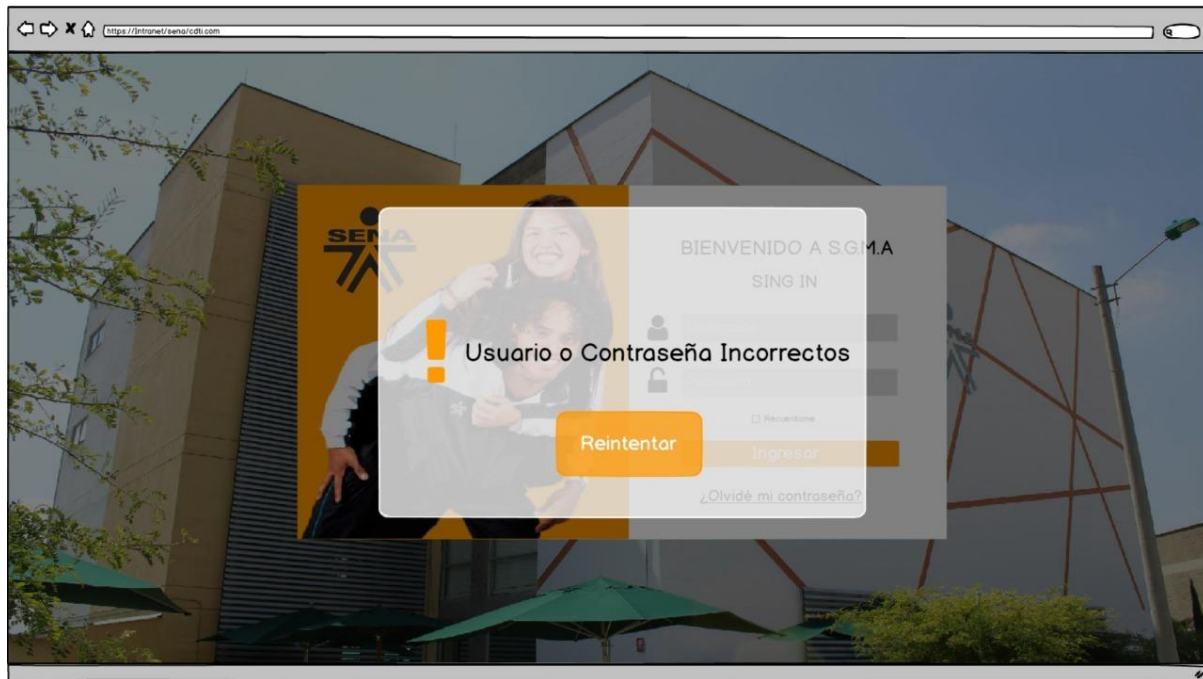 https://Intranet/sena/cdti.com
SENA
BIENVENIDO A S.G.M.A
SING IN
Usuario o Contraseña Incorrectos
Reintentar
Ingresar
¿Olvidé mi contraseña?